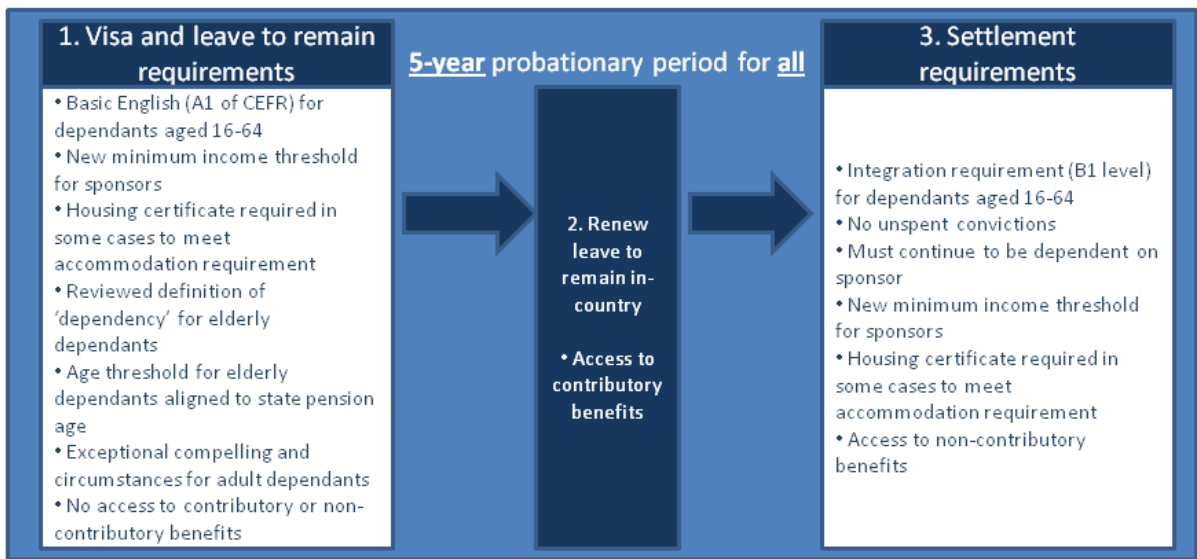 1. Visa and leave to remain
requirements
• Basic English (A1 of CEFR) for
dependants aged 16-64
• New minimum income threshold
for sponsors
• Housing certificate required in
some cases to meet
accommodation requirement
• Reviewed definition of
‘dependency’ for elderly
dependants
• Age threshold for elderly
dependants aligned to state pension
age
• Exceptional compelling and
circumstances for adult dependants
• No access to contributory or non-
contributory benefits
5-year probationary period for all
2. Renew
leave to
remain in-
country
• Access to
contributory
benefits
3. Settlement
requirements
• Integration requirement (B1 level)
for dependants aged 16-64
• No unspent convictions
• Must continue to be dependent on
sponsor
• New minimum income threshold
for sponsors
• Housing certificate required in
some cases to meet
accommodation requirement
• Access to non-contributory
benefits